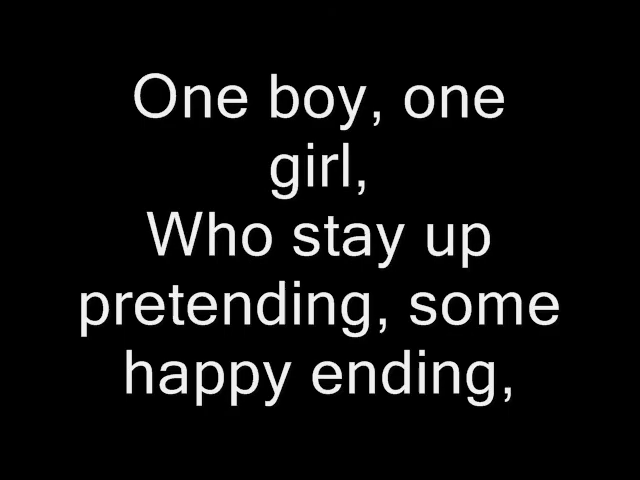 One boy, one
girl,
Who stay up
pretending, some
happy ending,